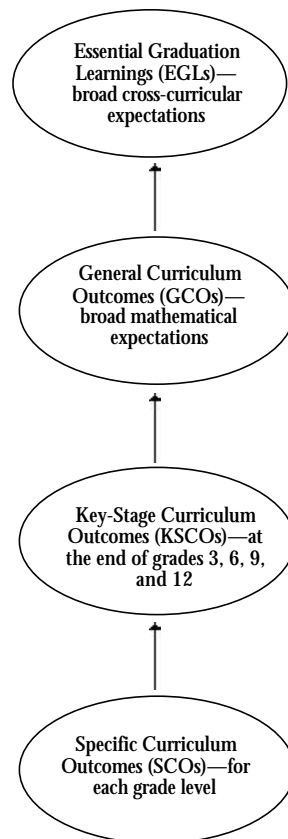 Essential Graduation
Learnings (EGLs)—
broad cross-curricular
expectations
General Curriculum
Outcomes (GCOs)—
broad mathematical
expectations
Key-Stage Curriculum
Outcomes (KSCOs)—at
the end of grades 3, 6, 9,
and 12
Specific Curriculum
Outcomes (SCOs)—for
each grade level